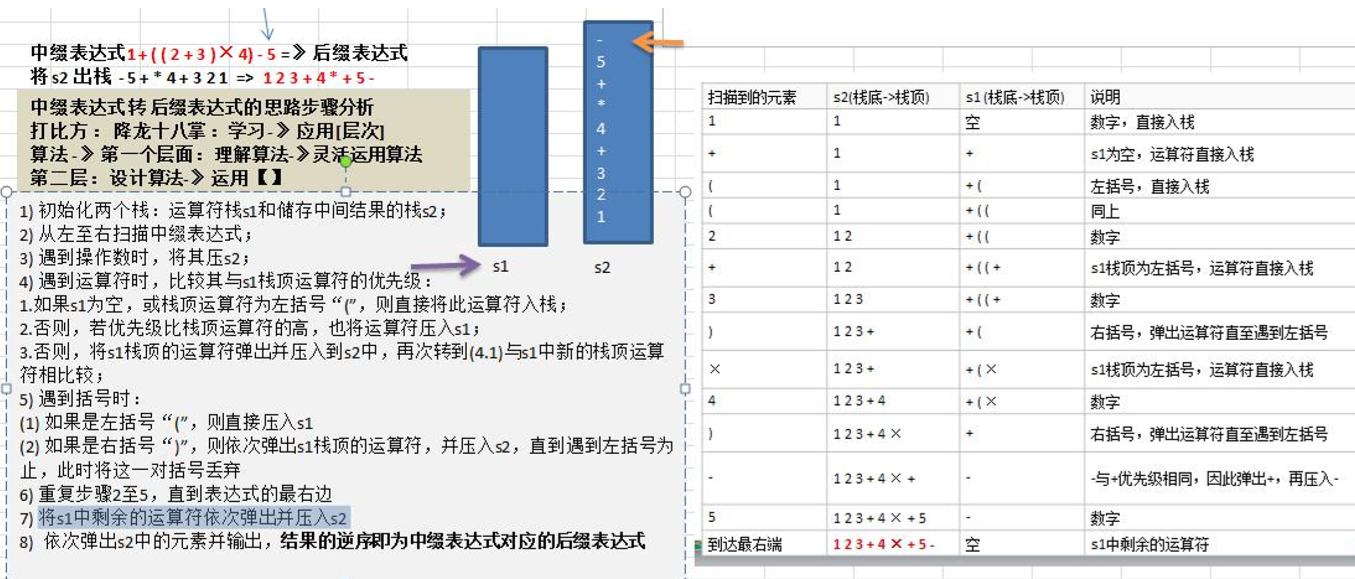 中缀表达式1+((2+3)×4)-5 =》后缀表达式
将 s2 出栈 -5+*4+321 => 123+4*+5-
中缀表达式 转 后缀表达式的思路步骤分析
打比方：降龙十八掌：学习-》应用[层次]
算法 -》第一个层面：理解算法-》灵活运用算法
第二层：设计算法-》运用【】
1) 初始化两个栈：运算符栈s1和储存中间结果的栈s2；
2) 从左至右扫描中缀表达式；
3) 遇到操作数时，将其压s2；
4) 遇到运算符时，比较其与s1栈顶运算符的优先级：
1.如果s1为空，或栈顶运算符为左括号“(”，则直接将此运算符入栈；
2.否则，若优先级比栈顶运算符的高，也将运算符压入s1；
3.否则，将s1栈顶的运算符弹出并压入到s2中，再次转到(4.1)与s1中新的栈顶运算
符相比较；
5) 遇到括号时：
(1) 如果是左括号“(”，则直接压入s1
(2) 如果是右括号“)”，则依次弹出s1栈顶的运算符，并压入s2，直到遇到左括号为
止，此时将这一对括号丢弃
6) 重复步骤2至5，直到表达式的最右边
7) 将s1中剩余的运算符依次弹出并压入s2
8) 依次弹出s2中的元素并输出，结果的逆序即为中缀表达式对应的后缀表达式
s1
-
5
+
*
4
+
3
2
1
s2
扫描到的元素 s2(栈底->栈顶) s1 (栈底->栈顶) 说明
1 1 空 数字，直接入栈
+ 1 + s1为空，运算符直接入栈
( 1 + ( 左括号，直接入栈
( 1 + ( ( 同上
2 1 2 + ( ( 数字
+ 1 2 + ( ( + s1栈顶为左括号，运算符直接入栈
3 1 2 3 + ( ( + 数字
) 1 2 3 + + ( 右括号，弹出运算符直至遇到左括号
× 1 2 3 + + ( × s1栈顶为左括号，运算符直接入栈
4 1 2 3 + 4 + ( × 数字
) 1 2 3 + 4 × + 右括号，弹出运算符直至遇到左括号
- 1 2 3 + 4 × + - -与+优先级相同，因此弹出+，再压入-
5 1 2 3 + 4 × + 5 - 数字
到达最右端 1 2 3 + 4 × + 5 - 空 s1中剩余的运算符